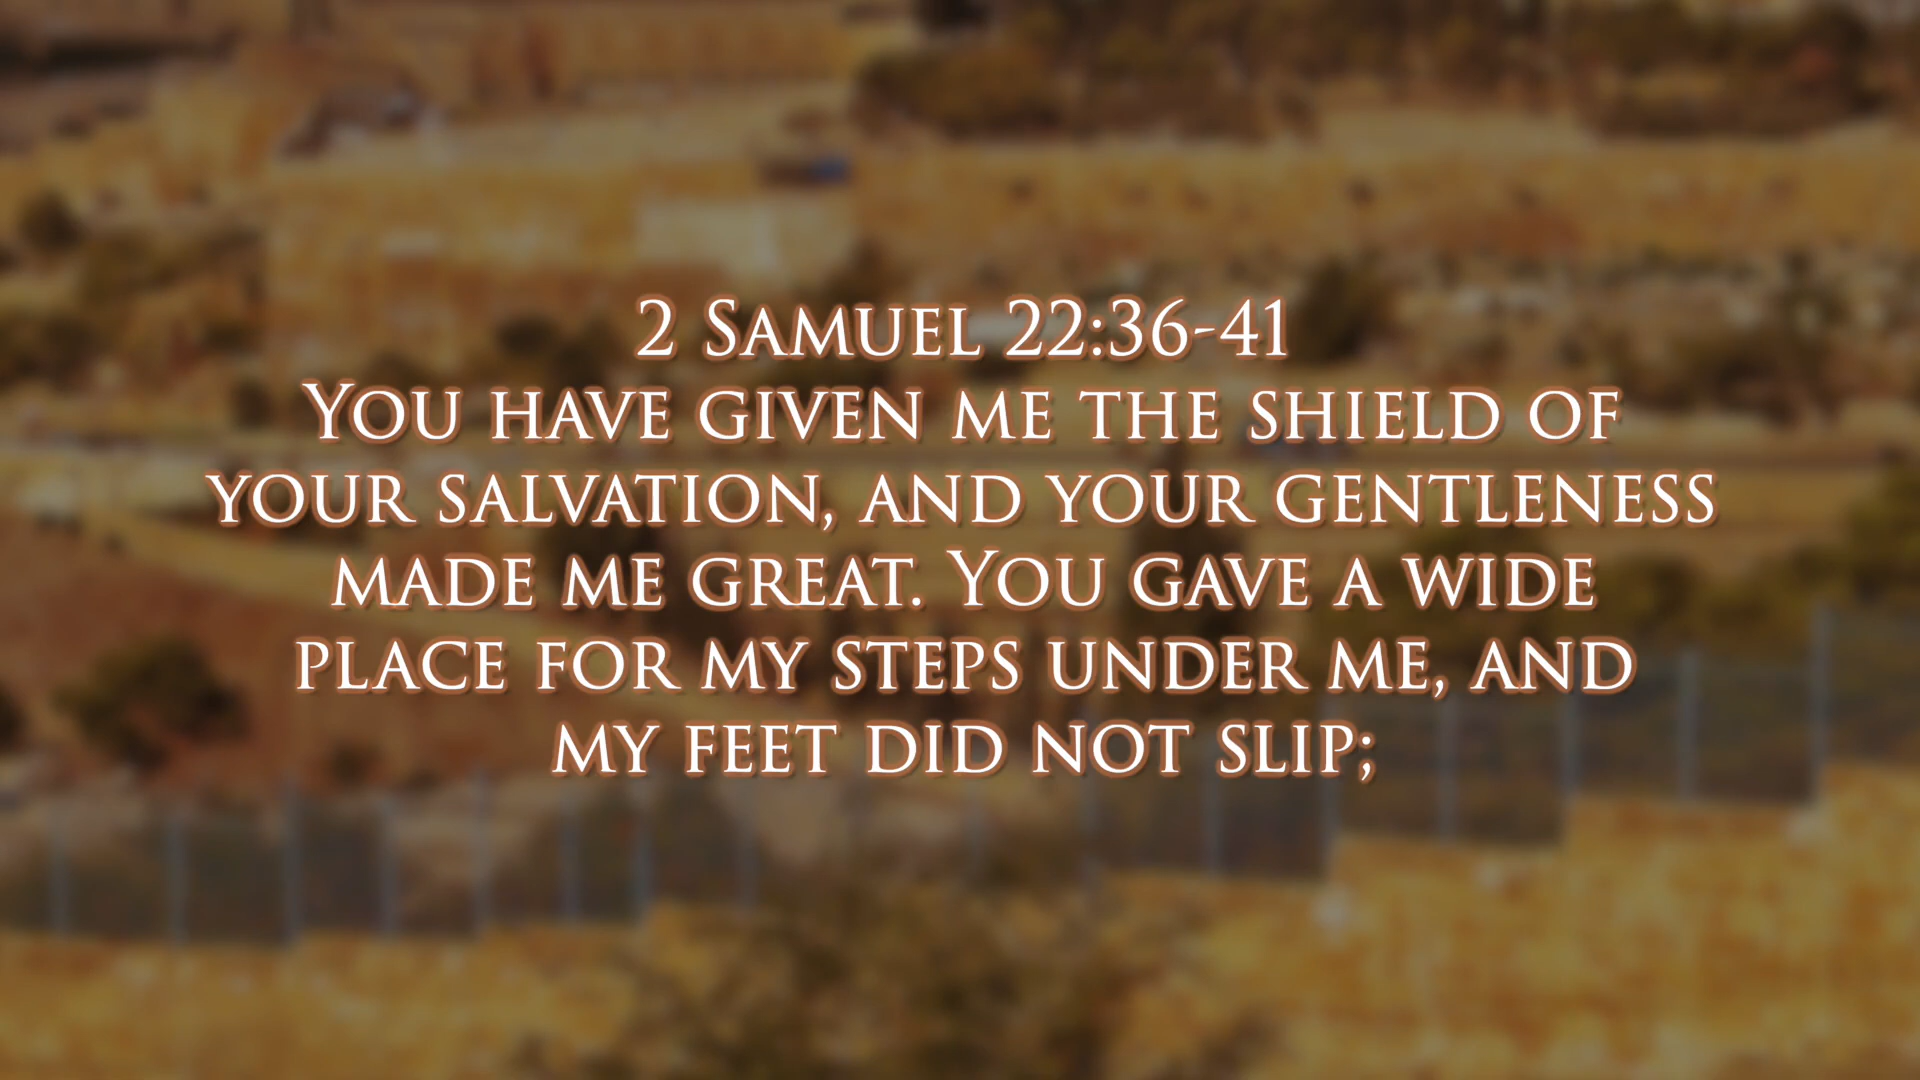 2 Samuel 22:36-41
You have given me the shield of
your salvation, and your gentleness
made me great. You gave a wide
place for my steps under me, and
my feet did not slip;